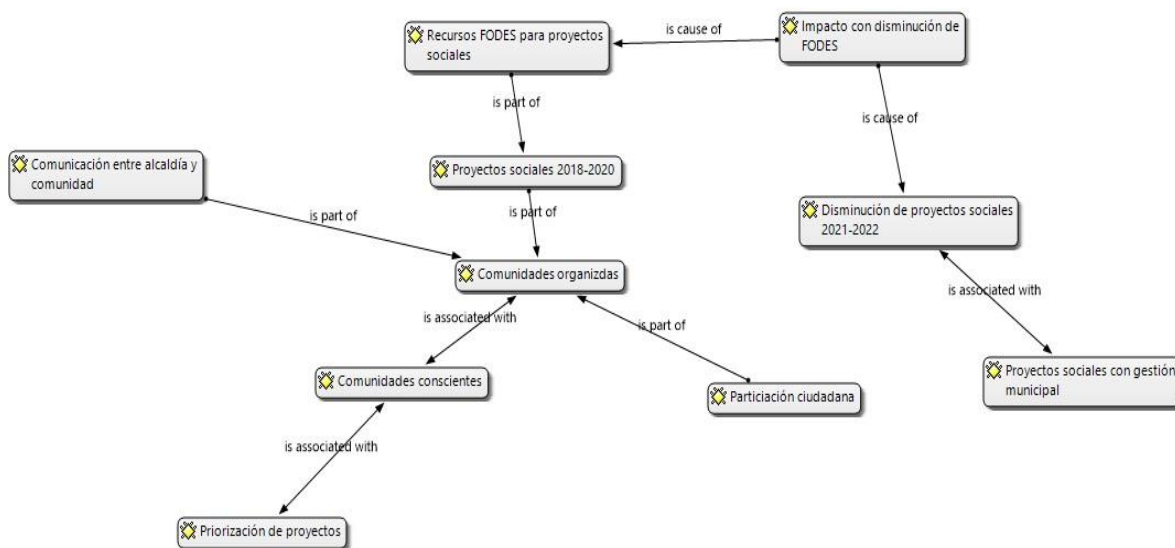 is cause of
Recursos FODES para proyectos
sociales
Impacto con disminución de
FODES
is part of
is cause of
Comunicación entre alcaldía y
comunidad
Proyectos sociales 2018-2020
is part of
is part of
Disminución de proyectos sociales
2021-2022
Comunidades organizdas
is associated with
is associated with
is part of
Comunidades conscientes
Particiación ciudadana
Proyectos sociales con gestión
municipal
is associated with
Priorización de proyectos